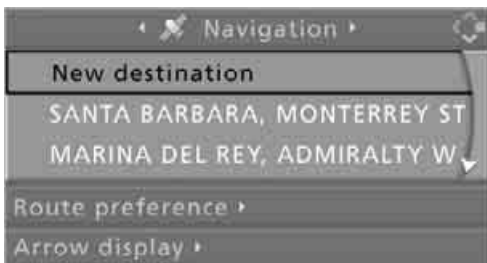 Navigation
New destination
SANTA BARBARA, MONTERREY ST
MARINA DEL REY, ADMIRALTY W
Route preference
Arrow display